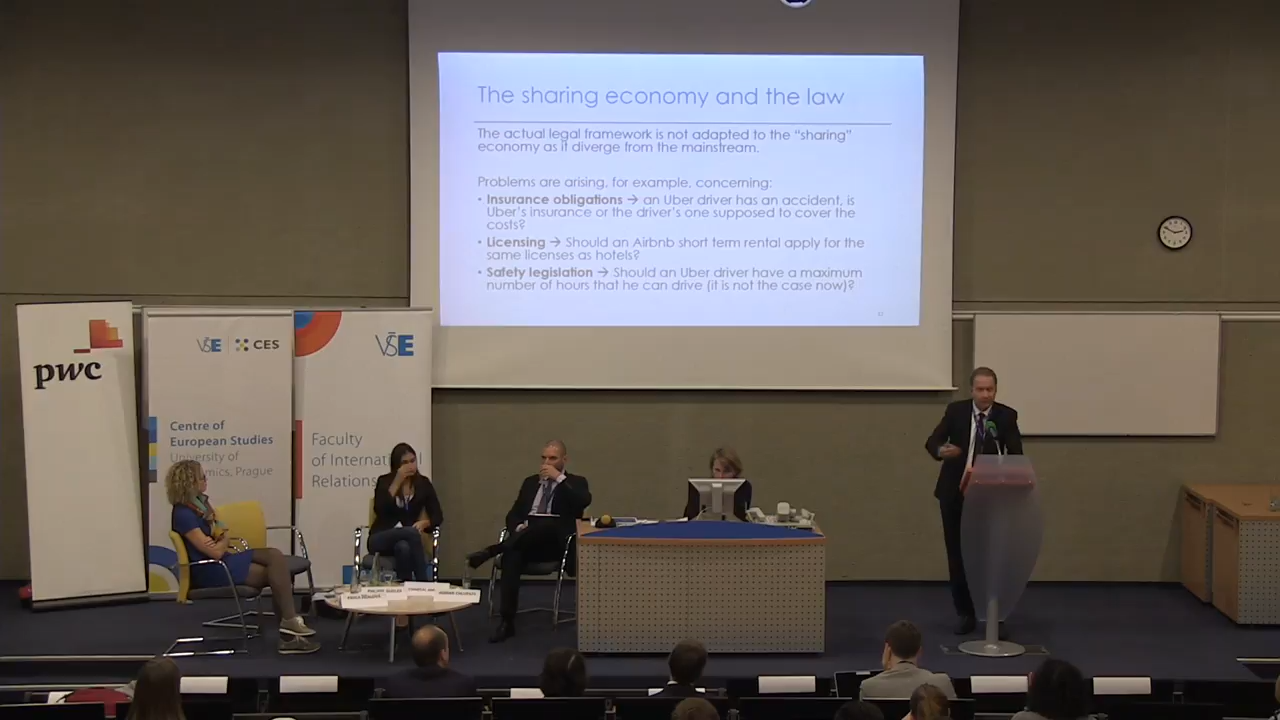 The sharing economy and the law
The actual legal framework is not adapted to the “sharing”
economy as it diverge from the mainstream.
Problems are arising, for example, concerning:
• Insurance obligations → an Uber driver has an accident, is
Uber's insurance or the driver's one supposed to cover the
costs?
• Licensing → Should an Airbnb short term rental apply for the
same licenses as hotels?
• Safety legislation → Should an Uber driver have a maximum
number of hours that he can drive (it is not the case now)?
pwc
VŠE
CES
Centre of
European Studies
University of
Prague
VŠE
Faculty
of
Relations